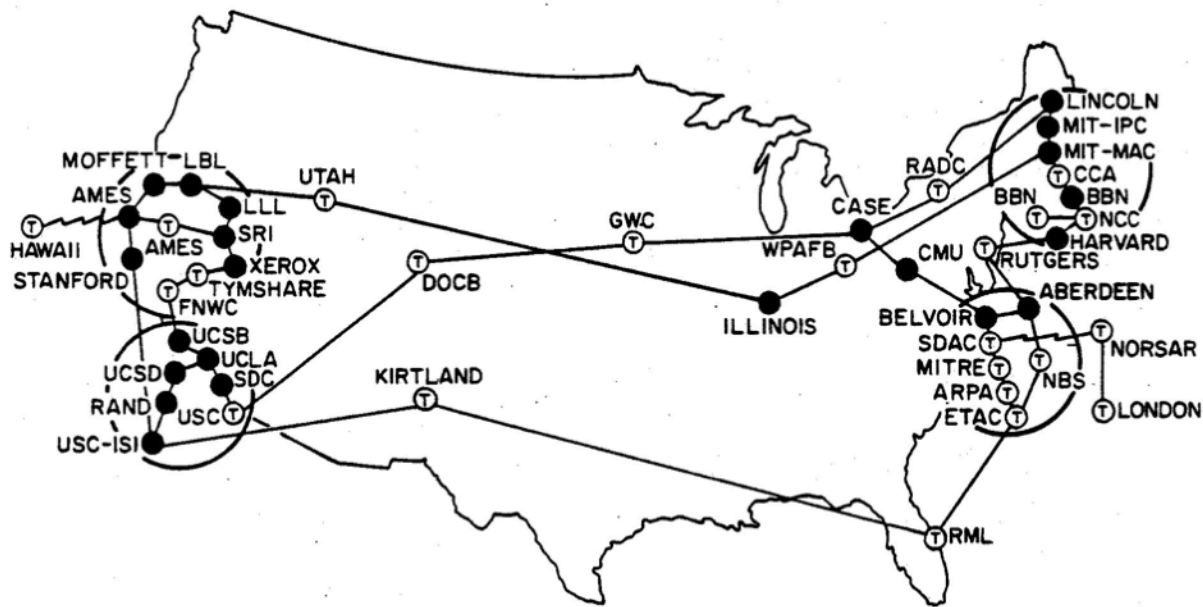 LINCOLN
MIT-IPC
MIT-MAC
MOFFETT LBL
RADC
CCA
AMES
UTAH
BBN
LLL
GWC
CASE
BBN
NCC
T
T
T
T
T
T
T
T
HAWAII
AMES
SRI
WPAFB
CMU
HARVARD
T
RUTGERS
STANFORD
XEROX
T
T
T
TYMSHARE
DOCB
T
FNWC
ABERDEEN
ILLINOIS
BELVOIR
UCSB
SDAC
T
T
NORSAR
UCLA
UCSD
SDC
KIRTLAND
MITRE
T
T
NBS
RAND
ARPA
T
USC
T
T
ETAC
T
T
LONDON
USC-ISI
T
RML